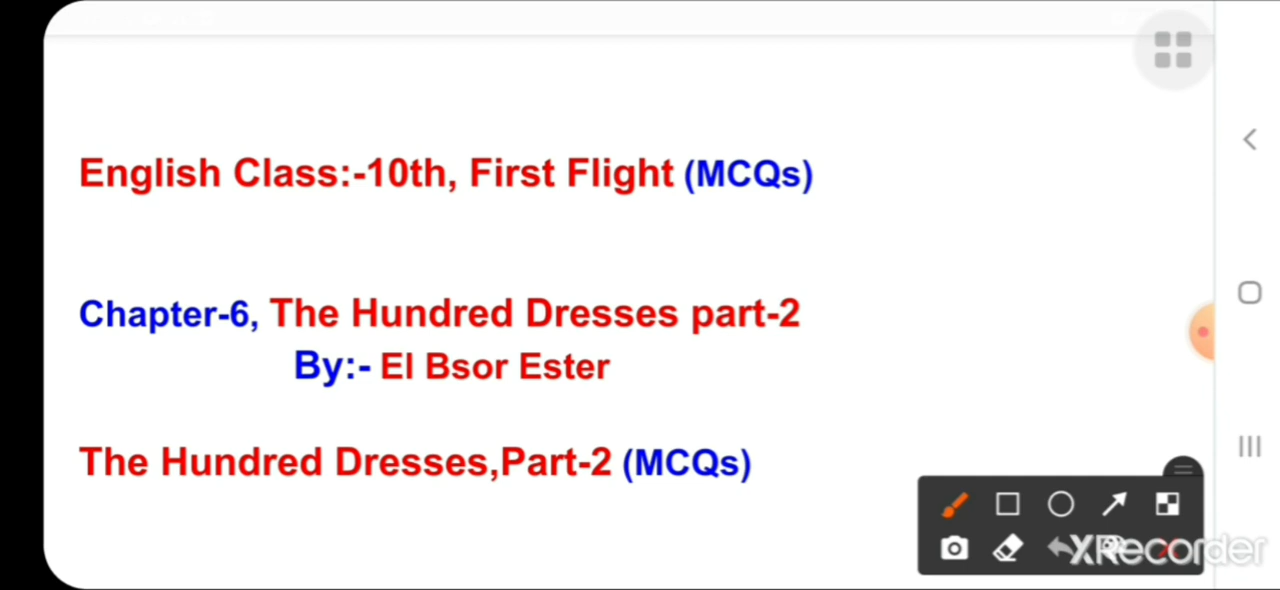 English Class:-10th, First Flight (MCQs)
Chapter-6, The Hundred Dresses part-2
By:- El Bsor Ester
The Hundred Dresses,Part-2 (MCQs)
XRecorder